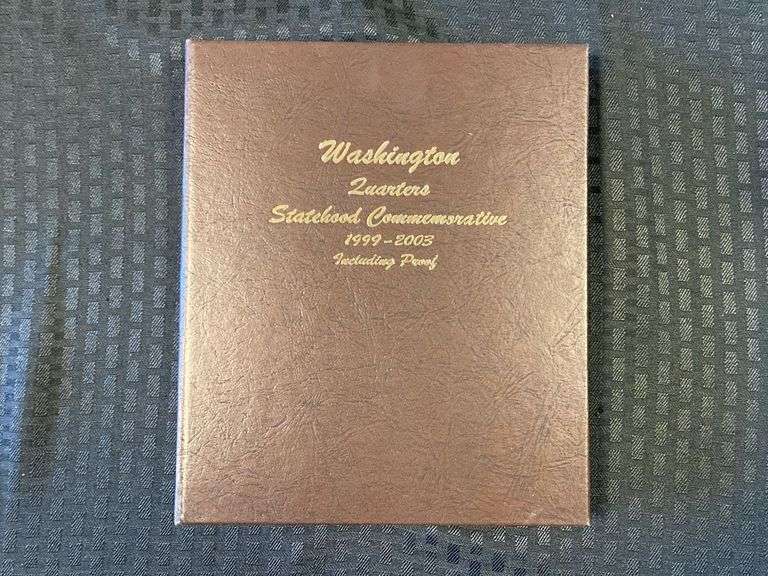 Washington
Quarters
Statehood Commemorative
1999-2003
Including Proof